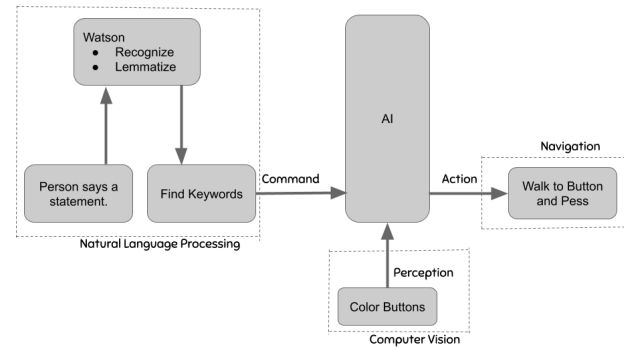 Watson
● Recognize
● Lemmatize
Person says a
statement.
Find Keywords
Natural Language Processing
Command
AI
Action
Navigation
Walk to Button
and Pess
Perception
Color Buttons
Computer Vision